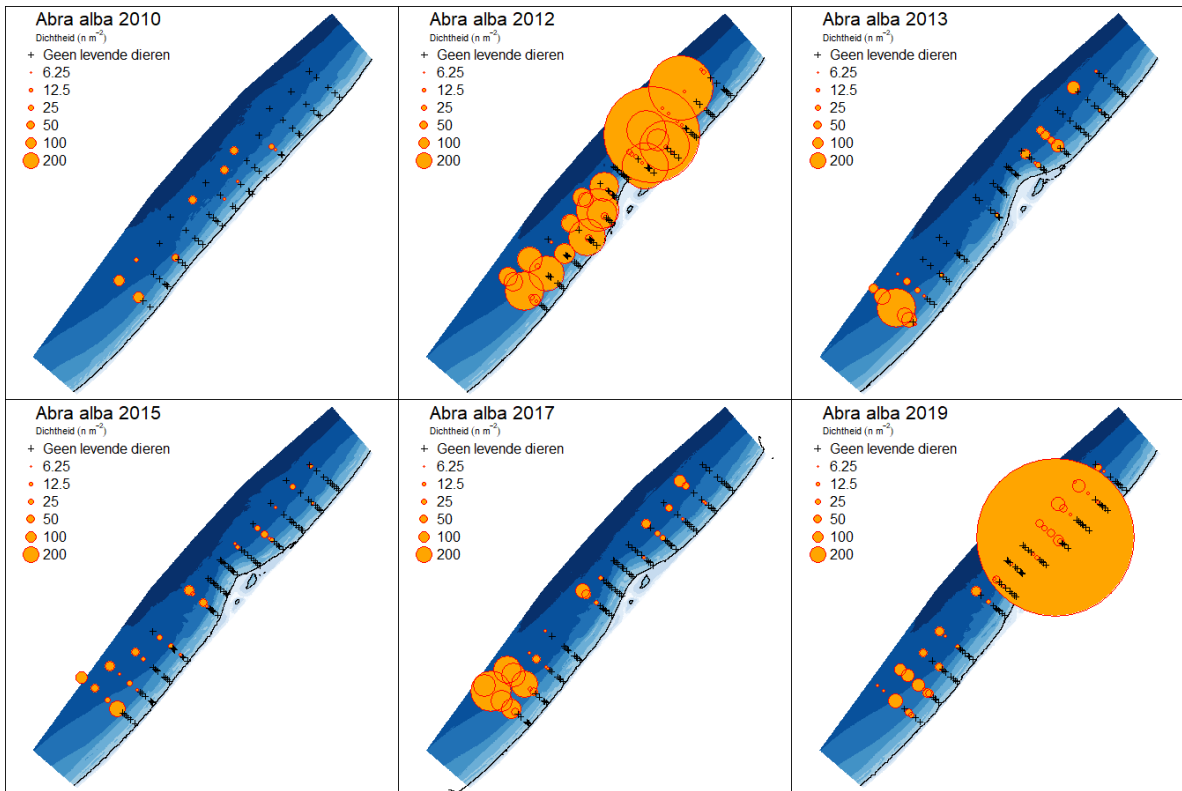 Abra alba 2010
Dichtheid (n m⁻²)
Geen levende dieren
6.25
12.5
25
50
100
200
Abra alba 2012
Dichtheid (n m⁻²)
Geen levende dieren
6.25
12.5
25
50
100
200
Abra alba 2013
Dichtheid (n m⁻²)
Geen levende dieren
6.25
12.5
25
50
100
200
Abra alba 2015
Dichtheid (n m⁻²)
Geen levende dieren
6.25
12.5
25
50
100
200
Abra alba 2017
Dichtheid (n m⁻²)
Geen levende dieren
6.25
12.5
25
50
100
200
Abra alba 2019
Dichtheid (n m⁻²)
Geen levende dieren
6.25
12.5
25
50
100
200